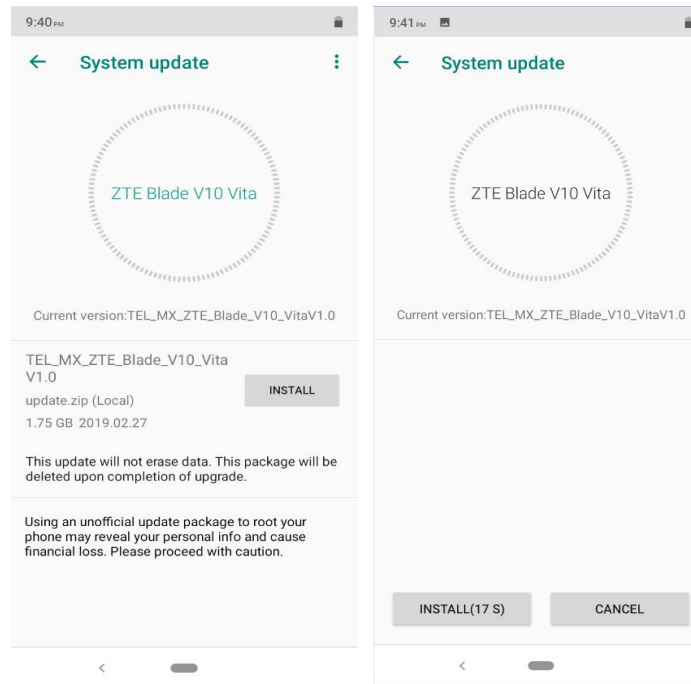 9:40 PM
System update
ZTE Blade V10 Vita
Current version:TEL_MX_ZTE_Blade_V10_VitaV1.0
TEL_MX_ZTE_Blade_V10_Vita
V1.0
INSTALL
update.zip (Local)
1.75 GB 2019.02.27
This update will not erase data. This package will be
deleted upon completion of upgrade.
Using an unofficial update package to root your
phone may reveal your personal info and cause
financial loss. Please proceed with caution.
9:41 PM
System update
ZTE Blade V10 Vita
Current version:TEL_MX_ZTE_Blade_V10_VitaV1.0
INSTALL(17 S)
CANCEL